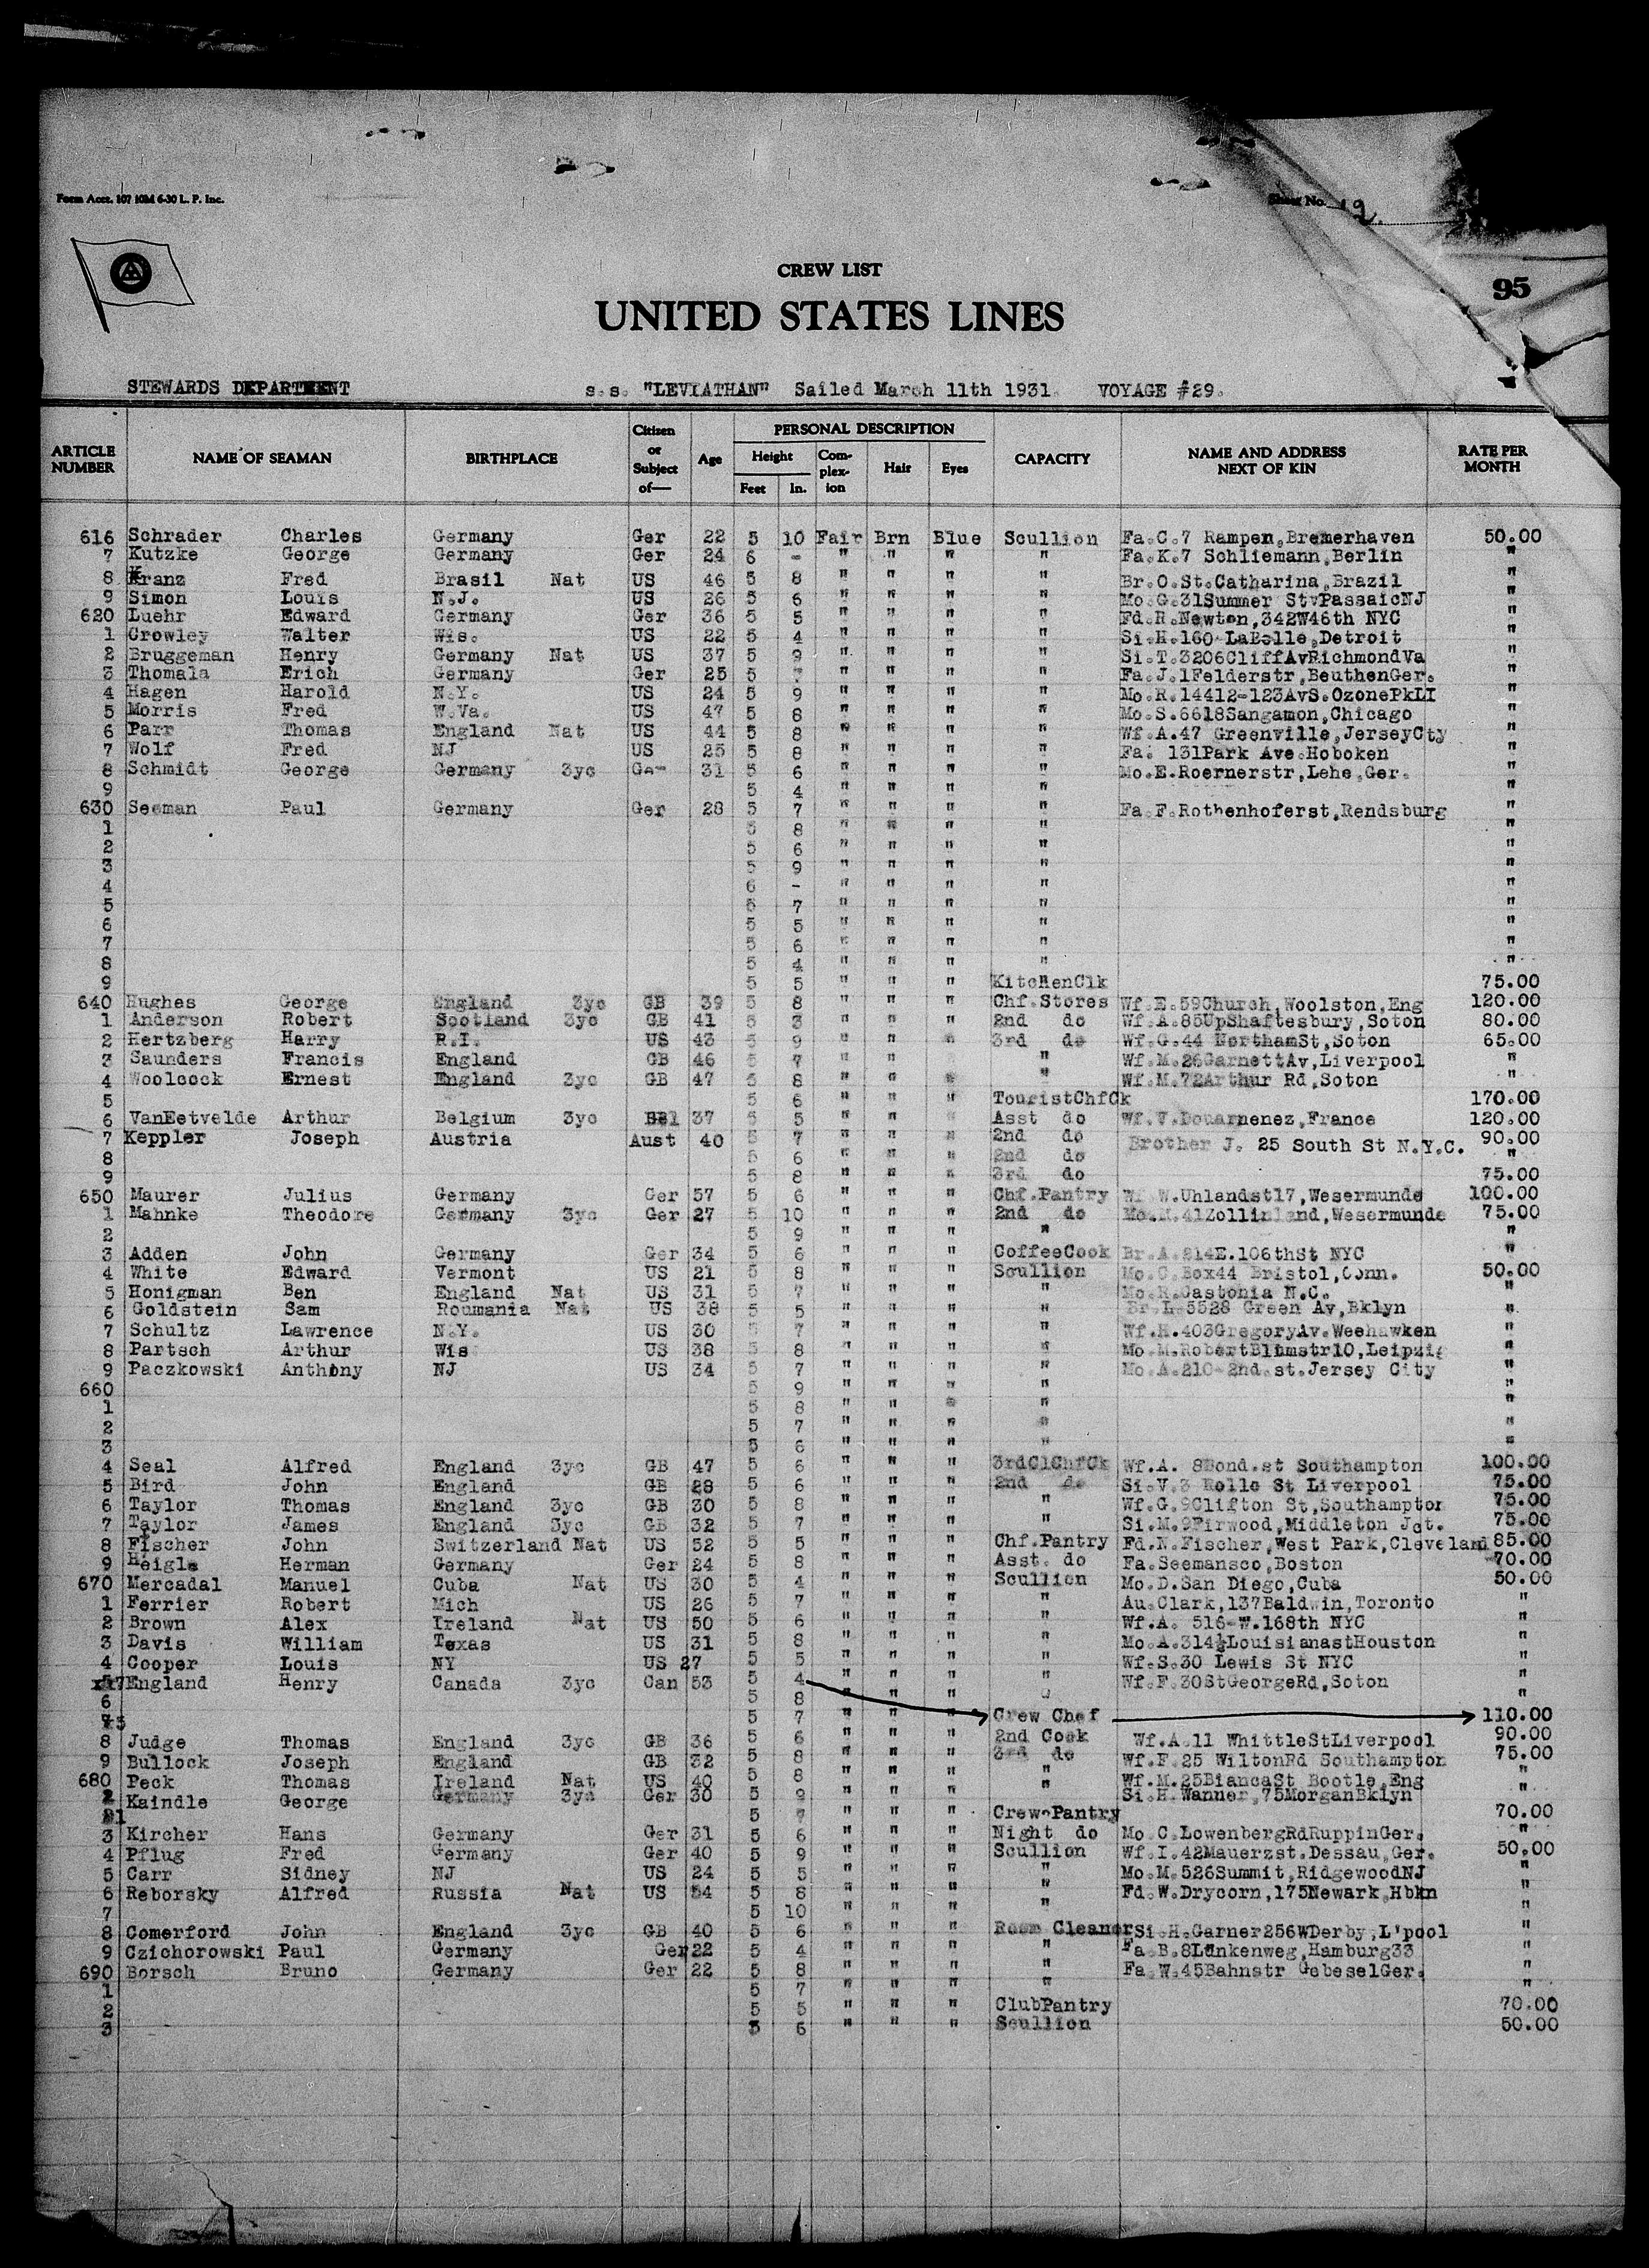 Form Acct. 107 10M 6-30 L. P. Inc.
Sheet No. 12
95
CREW LIST
UNITED STATES LINES
STEWARDS DEPARTMENT s.s. "LEVIATHAN" Sailed March 11th 1931. VOYAGE #29.
ARTICLE NUMBER NAME OF SEAMAN BIRTHPLACE Citizen or Subject of— Age PERSONAL DESCRIPTION Height Feet In. Complexion Hair Eyes CAPACITY NAME AND ADDRESS NEXT OF KIN RATE PER MONTH
616 Schrader Charles Germany Ger 22 5 10 Fair Brn Blue Scullion Fa.C.7 Rampen,Bremerhaven 50.00
7 Kutzke George Germany Ger 24 6 - " " " " Fa.K.7 Schliemann,Berlin "
8 Kranz Fred Brasil Nat US 46 5 8 " " " " Br.O.St.Catharina,Brazil "
9 Simon Louis N.J. US 26 5 6 " " " " Mo.G.31Summer StvPassaicNJ "
620 Luehr Edward Germany Ger 36 5 5 " " " " Fd.R.Newton,342W46th NYC "
1 Crowley Walter Wis. US 22 5 4 " " " " Si.H.160 LaBelle,Detroit "
2 Bruggeman Henry Germany Nat US 37 5 9 " " " " Si.T.3206CliffAvRichmondVa "
3 Thomala Erich Germany Ger 25 5 7 " " " " Fa.J.1Felderstr,BeuthenGer. "
4 Hagen Harold N.Y. US 24 5 9 " " " " Mo.R.14412-123AvS.OzonePkLI "
5 Morris Fred W.Va. US 47 5 8 " " " " Mo.S.6618Sangamon,Chicago "
6 Parr Thomas England Nat US 44 5 8 " " " " Wf.A.47 Greenville,JerseyCty "
7 Wolf Fred NJ US 25 5 8 " " " " Fa. 131Park Ave.Hoboken "
8 Schmidt George Germany 3yc Ger 31 5 6 " " " " Mo.E.Roernerstr,Lehe,Ger. "
9 5 4 " " " " "
630 Seeman Paul Germany Ger 28 5 7 " " " " Fa.F.Rothenhoferst,Rendsburg "
1 5 8 " " " " "
2 5 6 " " " " "
3 5 9 " " " " "
4 6 - " " " " "
5 5 7 " " " " "
6 5 5 " " " " "
7 5 6 " " " " "
8 5 4 " " " " "
9 5 5 " " " KitchenClk 75.00
640 Hughes George England 3yc GB 39 5 8 " " " Chf.Stores Wf.E.59Church,Woolston,Eng 120.00
1 Anderson Robert Scotland 3yc GB 41 5 3 " " " 2nd do Wf.A.85UpShaftesbury,Soton 80.00
2 Hertzberg Harry R.I. US 43 5 9 " " " 3rd do Wf.G.44 NorthamSt,Soton 65.00
3 Saunders Francis England GB 46 5 7 " " " " Wf.M.26GarnettAv,Liverpool "
4 Woolcock Ernest England 3yc GB 47 5 8 " " " " Wf.M.72Arthur Rd,Soton "
5 5 6 " " " TouristChfCk 170.00
6 VanEetvelde Arthur Belgium 3yc Bel 37 5 5 " " " Asst do Wf.V.Douarnenez,France 120.00
7 Keppler Joseph Austria Aust 40 5 7 " " " 2nd do Brother J. 25 South St N.Y.C. 90.00
8 5 6 " " " 2nd do "
9 5 8 " " " 3rd do 75.00
650 Maurer Julius Germany Ger 57 5 6 " " " Chf.Pantry Wf W.Uhlandst17,Wesermunde 100.00
1 Mahnke Theodore Germany 3yc Ger 27 5 10 " " " 2nd do Mo.M.41Zollinland,Wesermunde 75.00
2 5 9 " " " " "
3 Adden John Germany Ger 34 5 6 " " " CoffeeCook Br.A.214E.106thSt NYC "
4 White Edward Vermont US 21 5 8 " " " Scullion Mo.C.Box44 Bristol,Conn. 50.00
5 Honigman Ben England Nat US 31 5 7 " " " " Mo.R.Gastonia N.C. "
6 Goldstein Sam Roumania Nat US 38 5 5 " " " " Br.L.5528 Green Av,Bklyn "
7 Schultz Lawrence N.Y. US 30 5 7 " " " " Wf.H.403GregoryAv.Weehawken "
8 Partsch Arthur Wis US 38 5 8 " " " " Mo.M.RobertBlumstr10,Leipzig "
9 Paczkowski Anthony NJ US 34 5 7 " " " " Mo.A.210-2nd.st.Jersey City "
660 5 9 " " " " "
1 5 8 " " " " "
2 5 7 " " " " "
3 5 6 " " " " "
4 Seal Alfred England 3yc GB 47 5 6 " " " 3rdClChfCk Wf.A. 8Bond.st Southampton 100.00
5 Bird John England GB 28 5 6 " " " 2nd do Si.V.3 Rollo St Liverpool 75.00
6 Taylor Thomas England 3yc GB 30 5 8 " " " " Wf.G.9Clifton St,Southampton 75.00
7 Taylor James England 3yc GB 32 5 7 " " " " Si.M.9Firwood,Middleton Jct. 75.00
8 Fischer John Switzerland Nat US 52 5 5 " " " Chf.Pantry Fd.N.Fischer,West Park,Cleveland 85.00
9 Heigle Herman Germany Ger 24 5 8 " " " Asst. do Fa.Seemansco,Boston 70.00
670 Mercadal Manuel Cuba Nat US 30 5 4 " " " Scullion Mo.D.San Diego,Cuba 50.00
1 Ferrier Robert Mich US 26 5 7 " " " " Au.Clark,137Baldwin,Toronto "
2 Brown Alex Ireland Nat US 50 5 6 " " " " Wf.A. 516-W.168th NYC "
3 Davis William Texas US 31 5 8 " " " " Mo.A.314½LouisianastHouston "
4 Cooper Louis NY US 27 5 5 " " " " Wf.S.30 Lewis St NYC "
England Henry Canada 3yc Can 53 5 4 " " " " Wf.F.30StGeorgeRd,Soton "
6 5 8 " " " "
5 7 " " " Crew Chef 110.00
8 Judge Thomas England 3yc GB 36 5 6 " " " 2nd Cook Wf.A.11 WhittleStLiverpool 90.00
9 Bullock Joseph England GB 32 5 8 " " " 3rd do Wf.F.25 WiltonRd Southampton 75.00
680 Peck Thomas Ireland Nat US 40 5 8 " " " " Wf.M.25BiancaSt Bootle,Eng "
2 Kaindle George Germany 3yc Ger 30 5 9 " " " Si.H.Wanner,75MorganBklyn "
5 7 " " " Crew-Pantry 70.00
3 Kircher Hans Germany Ger 31 5 6 " " " Night do Mo.C.LowenbergRdRuppinGer. "
4 Pflug Fred Germany Ger 40 5 9 " " " Scullion Wf.I.42Mauerzst.Dessau,Ger. 50.00
5 Carr Sidney NJ US 24 5 5 " " " " Mo.M.526Summit,RidgewoodNJ "
6 Reborsky Alfred Russia Nat US 54 5 8 " " " " Fd.W.Drycorn,175Newark,Hbkn "
7 5 10 " " " "
8 Comerford John England 3yc GB 40 5 6 " " " Room Cleaner Si.H.Garner256WDerby,L'pool "
9 Czichorowski Paul Germany Ger 22 5 4 " " " " Fa.B.8Lunkenweg,Hamburg33 "
690 Borsch Bruno Germany Ger 22 5 8 " " " " Fa.W.45Bahnstr GebeselGer. "
1 5 7 " " " " "
2 5 5 " " " ClubPantry 70.00
3 5 6 " " " Scullion 50.00